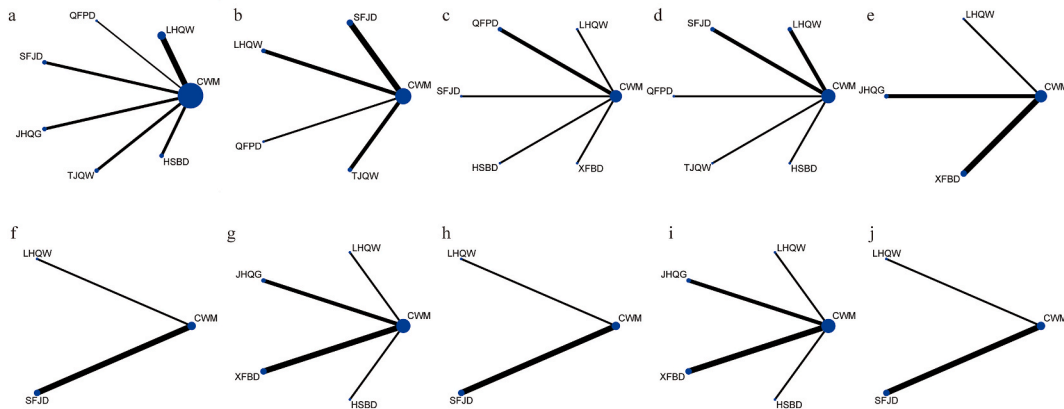 a
QFPD
LHQW
SFJD
CWM
JHQG
HSBD
TJQW
b
SFJD
LHQW
CWM
QFPD
TJQW
c
QFPD
LHQW
SFJD
CWM
HSBD
XFBD
d
SFJD
LHQW
QFPD
CWM
TJQW
HSBD
e
LHQW
JHQG
CWM
XFBD
f
LHQW
CWM
SFJD
g
LHQW
JHQG
CWM
XFBD
HSBD
h
LHQW
CWM
SFJD
i
LHQW
JHQG
CWM
XFBD
HSBD
j
LHQW
CWM
SFJD